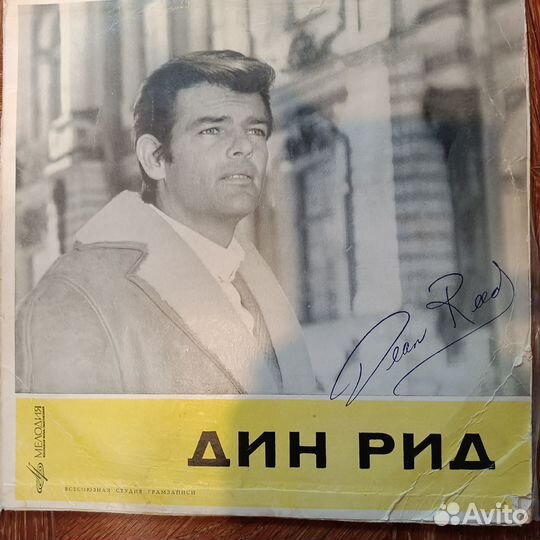 Dean Reed
МЕЛОДИЯ
ДИН РИД
ВСЕСОЮЗНАЯ СТУДИЯ ГРАМЗАПИСИ
Avito